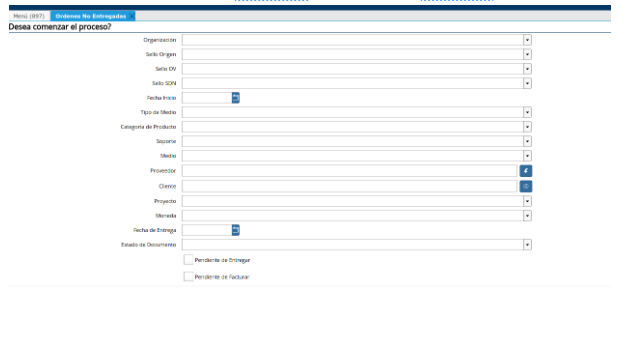 Menú (897) Ordenes No Entregadas ×
Desea comenzar el proceso?
Organización
Sello Origen
Sello OV
Sello SDN
Fecha Inicio
Tipo de Medio
Categoría de Producto
Soporte
Medio
Proveedor
Cliente
Proyecto
Moneda
Fecha de Entrega
Estado de Documento
Pendiente de Entregar
Pendiente de Facturar